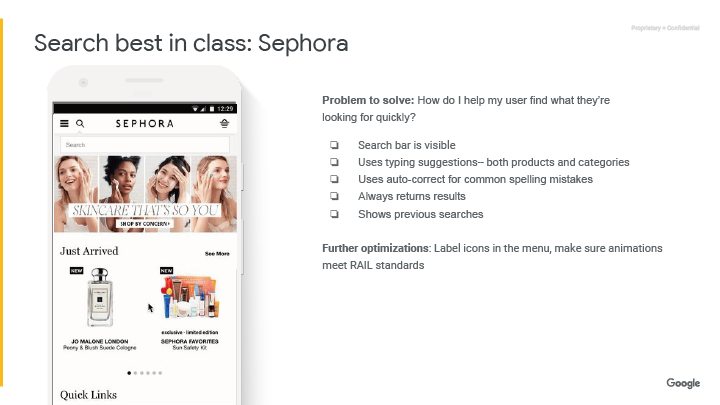 Proprietary + Confidential
Search best in class: Sephora
12:29
SEPHORA
Search
SKINCARE THAT'S SO YOU
SHOP BY CONCERN
Just Arrived
See More
NEW
JO MALONE LONDON
Peony & Blush Suede Cologne
NEW
exclusive · limited edition
SEPHORA FAVORITES
Sun Safety Kit
Quick Links
Problem to solve: How do I help my user find what they're
looking for quickly?
❏ Search bar is visible
❏ Uses typing suggestions– both products and categories
❏ Uses auto-correct for common spelling mistakes
❏ Always returns results
❏ Shows previous searches
Further optimizations: Label icons in the menu, make sure animations
meet RAIL standards
Google